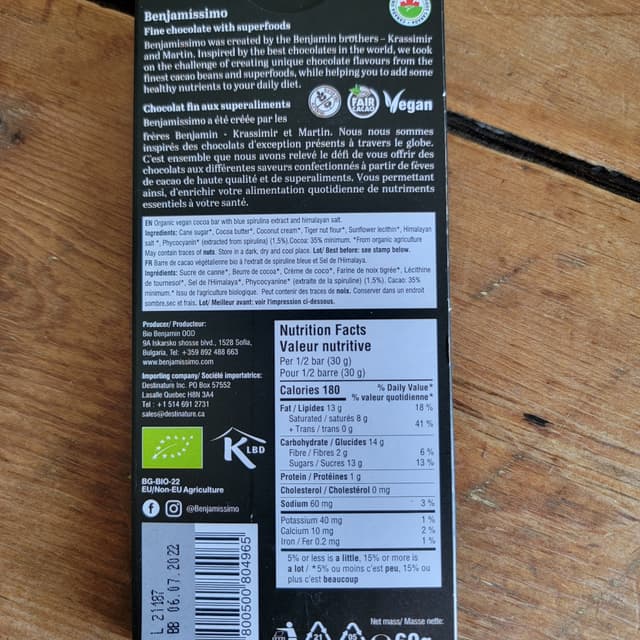 Benjamissimo
Fine chocolate with superfoods
Benjamissimo was created by the Benjamin brothers – Krassimir
and Martin. Inspired by the best chocolates in the world, we took
on the challenge of creating unique chocolate flavours from the
finest cacao beans and superfoods, while helping you to add some
healthy nutrients to your daily diet.
FAIR
CACAO
Vegan
Chocolat fin aux superaliments
Benjamissimo a été créée par les
frères Benjamin - Krassimir et Martin. Nous nous sommes
inspirés des chocolats d'exception présents à travers le globe.
C'est ensemble que nous avons relevé le défi de vous offrir des
chocolats aux différentes saveurs confectionnés à partir de fèves
de cacao de haute qualité et de superaliments. Vous permettant
ainsi, d'enrichir votre alimentation quotidienne de nutriments
essentiels à votre santé.
EN Organic vegan cocoa bar with blue spirulina extract and himalayan salt.
Ingredients: Cane sugar*, Cocoa butter*, Coconut cream*, Tiger nut flour*, Sunflower lecithin*, Himalayan
salt *, Phycocyanin* (extracted from spirulina) (1.5%).Cocoa: 35% minimum. *From organic agriculture
May contain traces of nuts. Store in a dark, dry and cool place. Lot/ Best before: see stamp below.
FR Barre de cacao végétalienne bio à l'extrait de spiruline bleue et Sel de l'Himalaya.
Ingrédients: Sucre de canne*, Beurre de cocoa*, Crème de coco*, Farine de noix tigrée*, Lécithine
de tournesol*, Sel de l'Himalaya*, Phycocyanine* (extraite de la spiruline) (1.5%). Cacao: 35%
minimum.* Issu de l'agriculture biologique. Peut contenir des traces de noix. Conserver dans un endroit
sombre,sec et frais. Lot/ Meilleur avant: voir l'impression ci-dessous.
Producer/ Producteur:
Bio Benjamin OOD
9A Iskarsko shosse blvd., 1528 Sofia,
Bulgaria, Tel: +359 892 488 663
www.benjamissimo.com
Importing company/ Société importatrice:
Destinature Inc. PO Box 57552
Lasalle Quebec H8N 3A4
Tel : +1 514 691 2731
sales@destinature.ca
K LBD
BG-BIO-22
EU/Non-EU Agriculture
@Benjamissimo
L 21187
BB 06.07.2022
800500 804965
Nutrition Facts
Valeur nutritive
Per 1/2 bar (30 g)
Pour 1/2 barre (30 g)
Calories 180
% Daily Value*
% valeur quotidienne*
Fat / Lipides 13 g 18 %
Saturated / saturés 8 g
+ Trans / trans 0 g 41 %
Carbohydrate / Glucides 14 g
Fibre / Fibres 2 g 6 %
Sugars / Sucres 13 g 13 %
Protein / Protéines 1 g
Cholesterol / Cholestérol 0 mg
Sodium 60 mg 3 %
Potassium 40 mg 1 %
Calcium 10 mg 2 %
Iron / Fer 0.2 mg 1 %
5% or less is a little, 15% or more is
a lot / *5% ou moins c'est peu, 15% ou
plus c'est beaucoup
Net mass/ Masse nette:
60g